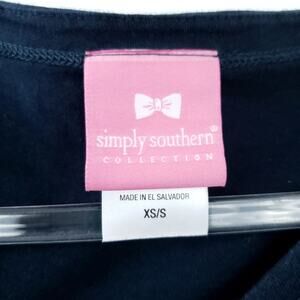 simply southern®
COLLECTION
MADE IN EL SALVADOR
XS/S